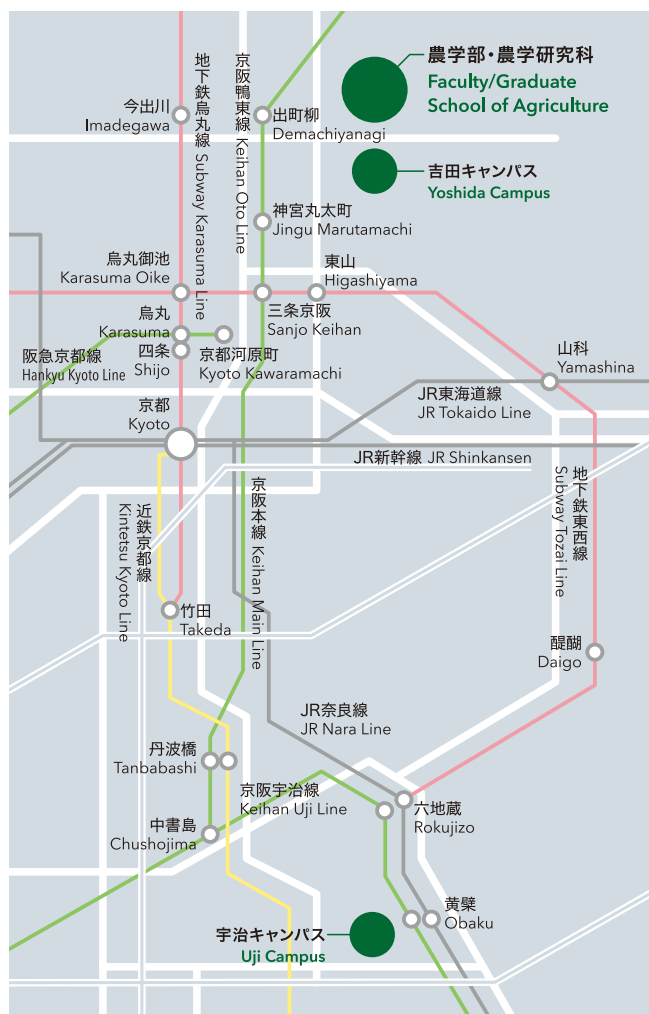 農学部・農学研究科
Faculty/Graduate
School of Agriculture
地下鉄烏丸線 Subway Karasuma Line
京阪鴨東線 Keihan Oto Line
今出川
Imadegawa
出町柳
Demachiyanagi
吉田キャンパス
Yoshida Campus
神宮丸太町
Jingu Marutamachi
烏丸御池
Karasuma Oike
東山
Higashiyama
三条京阪
Sanjo Keihan
烏丸
Karasuma
四条
Shijo
京都河原町
Kyoto Kawaramachi
阪急京都線
Hankyu Kyoto Line
山科
Yamashina
JR東海道線
JR Tokaido Line
京都
Kyoto
JR新幹線 JR Shinkansen
地下鉄東西線
Subway Tozai Line
京阪本線 Keihan Main Line
近鉄京都線
Kintetsu Kyoto Line
竹田
Takeda
醍醐
Daigo
JR奈良線
JR Nara Line
丹波橋
Tanbabashi
京阪宇治線
Keihan Uji Line
六地蔵
Rokujizo
中書島
Chushojima
黄檗
Obaku
宇治キャンパス
Uji Campus